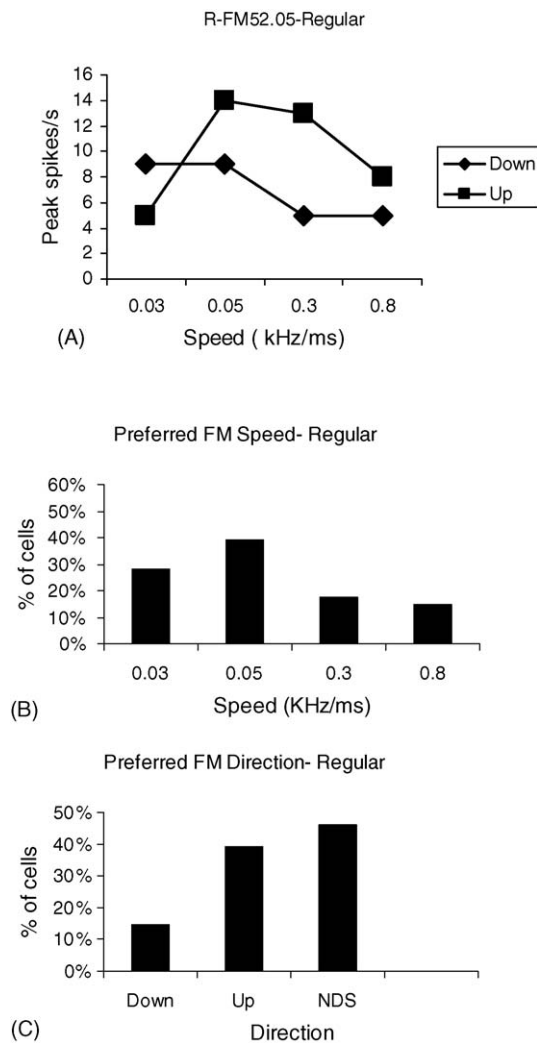 R-FM52.05-Regular
Peak spikes/s
16
14
12
10
8
6
4
2
0
0.03 0.05 0.3 0.8
Speed ( kHz/ms)
Down
Up
(A)
Preferred FM Speed- Regular
% of cells
60%
50%
40%
30%
20%
10%
0%
0.03 0.05 0.3 0.8
Speed (KHz/ms)
(B)
Preferred FM Direction- Regular
% of cells
50%
40%
30%
20%
10%
0%
Down Up NDS
Direction
(C)